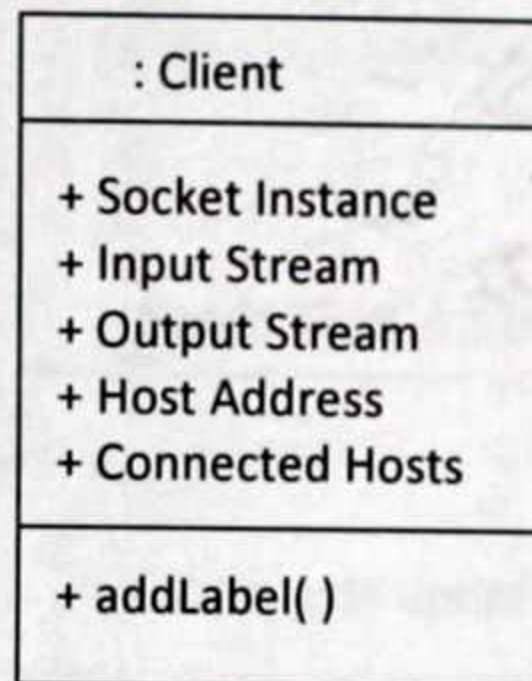 : Client
+ Socket Instance
+ Input Stream
+ Output Stream
+ Host Address
+ Connected Hosts
+ addLabel( )